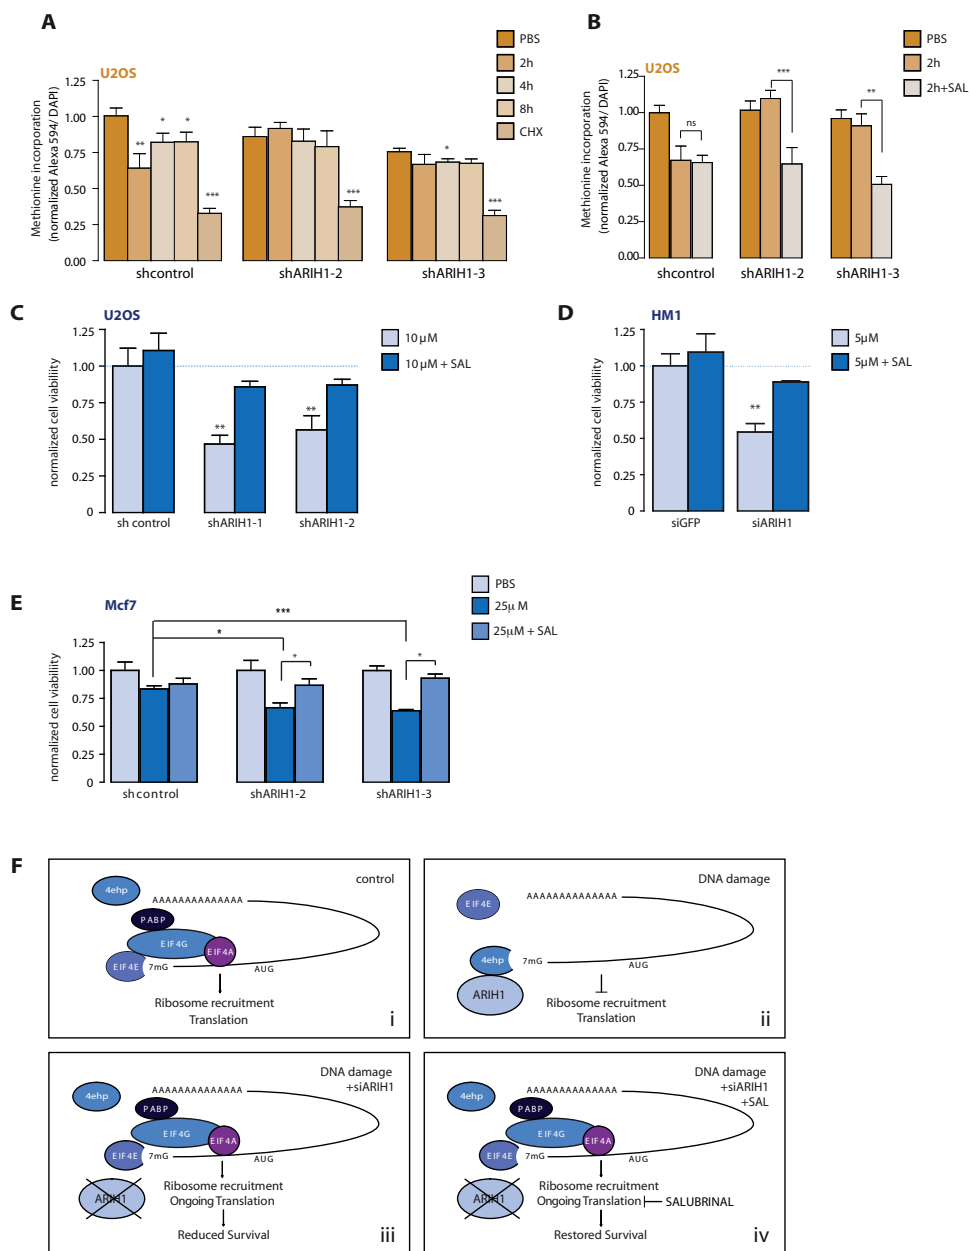 A
PBS
2h
4h
8h
CHX
U2OS
Methionine incorporation
(normalized Alexa 594/ DAPI)
1.25
1.00
0.75
0.50
0.25
0.00
**
*
*
***
***
*
***
shcontrol
shARIH1-2
shARIH1-3
B
PBS
2h
2h+SAL
U2OS
Methionine incorporation
(normalized Alexa 594/ DAPI)
1.25
1.00
0.75
0.50
0.25
0.00
ns
***
**
shcontrol
shARIH1-2
shARIH1-3
C
U2OS
10 µM
10 µM + SAL
normalized cell viabiliity
1.25
1.00
0.75
0.50
0.25
0
**
**
sh control
shARIH1-1
shARIH1-2
D
HM1
5µM
5µM + SAL
normalized cell viabiliity
1.25
1.00
0.75
0.50
0.25
0
**
siGFP
siARIH1
E
Mcf7
PBS
25µ M
25µM + SAL
normalized cell viabiliity
1.25
1.00
0.75
0.50
0.25
0
***
*
*
*
sh control
shARIH1-2
shARIH1-3
F
control
4ehp
AAAAAAAAAAAAAA
PABP
EIF4G
EIF4A
EIF4E
7mG
AUG
Ribosome recruitment
Translation
i
DNA damage
EIF4E
AAAAAAAAAAAAAA
4ehp
7mG
AUG
ARIH1
Ribosome recruitment
Translation
ii
DNA damage
+siARIH1
4ehp
AAAAAAAAAAAAAA
PABP
EIF4G
EIF4A
EIF4E
7mG
AUG
ARIH1
Ribosome recruitment
Ongoing Translation
Reduced Survival
iii
DNA damage
+siARIH1
+SAL
4ehp
AAAAAAAAAAAAAA
PABP
EIF4G
EIF4A
EIF4E
7mG
AUG
ARIH1
Ribosome recruitment
Ongoing Translation
SALUBRINAL
Restored Survival
iv